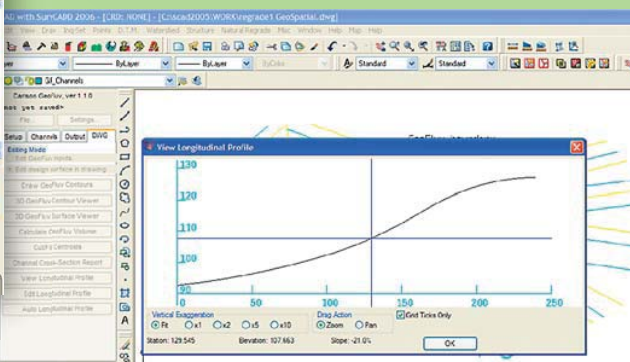 AD with SurvCADD 2006 - [CRD: NONE] - [C:\scad2005\WORK\regrade1 GeoSpatial.dwg]
View Draw Inq-Set Points D.T.M. Watershed Structure Natural Regrade Misc Window Help Map Help
ByLayer ByLayer ByColor Standard Standard
GF_Channels
Carlson GeoFluv, ver 1.1.0
not yet saved>
File... Settings...
Setup Channels Output DWG
Editing Mode
Edit GeoFluv inputs
Edit design surface in drawing
Draw GeoFluv Contours
3D GeoFluv Contour Viewer
3D GeoFluv Surface Viewer
Calculate GeoFluv Volume
Cut/Fill Centroids
Channel Cross-Section Report
View Longitudinal Profile
Edit Longitudinal Profile
Auto Longitudinal Profile
View Longitudinal Profile
130
120
110
100
90
0 50 100 150 200 250
Vertical Exaggeration
Fit x1 x2 x5 x10
Drag Action
Zoom Pan
Grid Ticks Only
Station: 129.545 Elevation: 107.663 Slope: -21.0%
OK
A